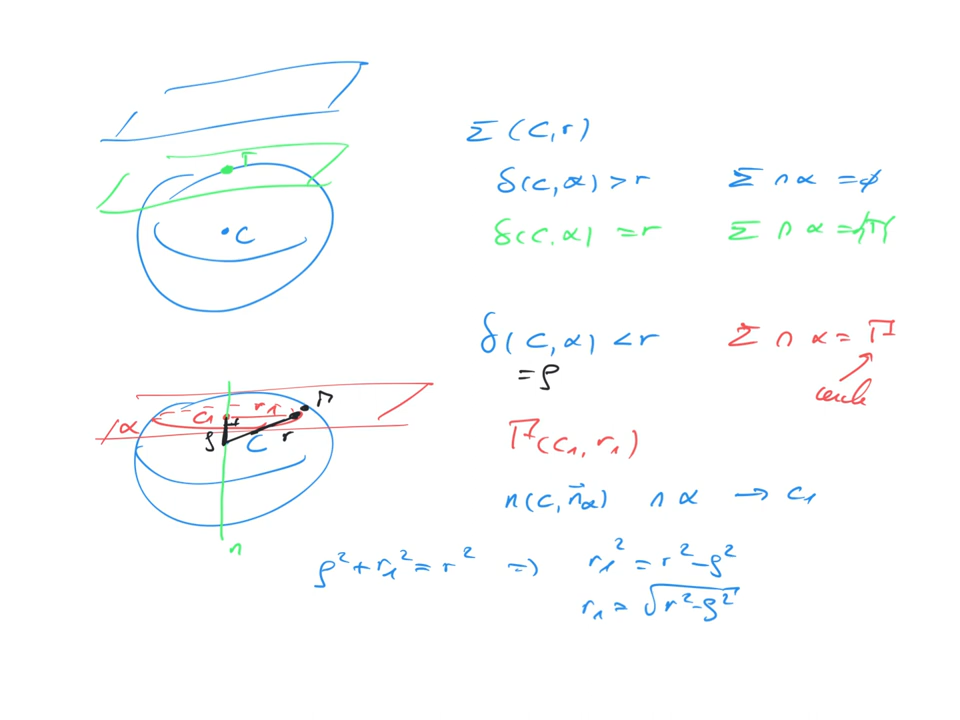 Σ (C, r)
δ(C, α) > r Σ ∩ α = ∅
T
δ(C, α) = r Σ ∩ α = {T}
C
δ(C, α) < r Σ ∩ α = Γ
= ρ
cercle
α C₁ r₁
ρ C r
Γ(C₁, r₁)
n(C, n⃗α) ∩ α → C₁
n
ρ² + r₁² = r² ⇒ r₁² = r² - ρ²
r₁ = √r² - ρ²